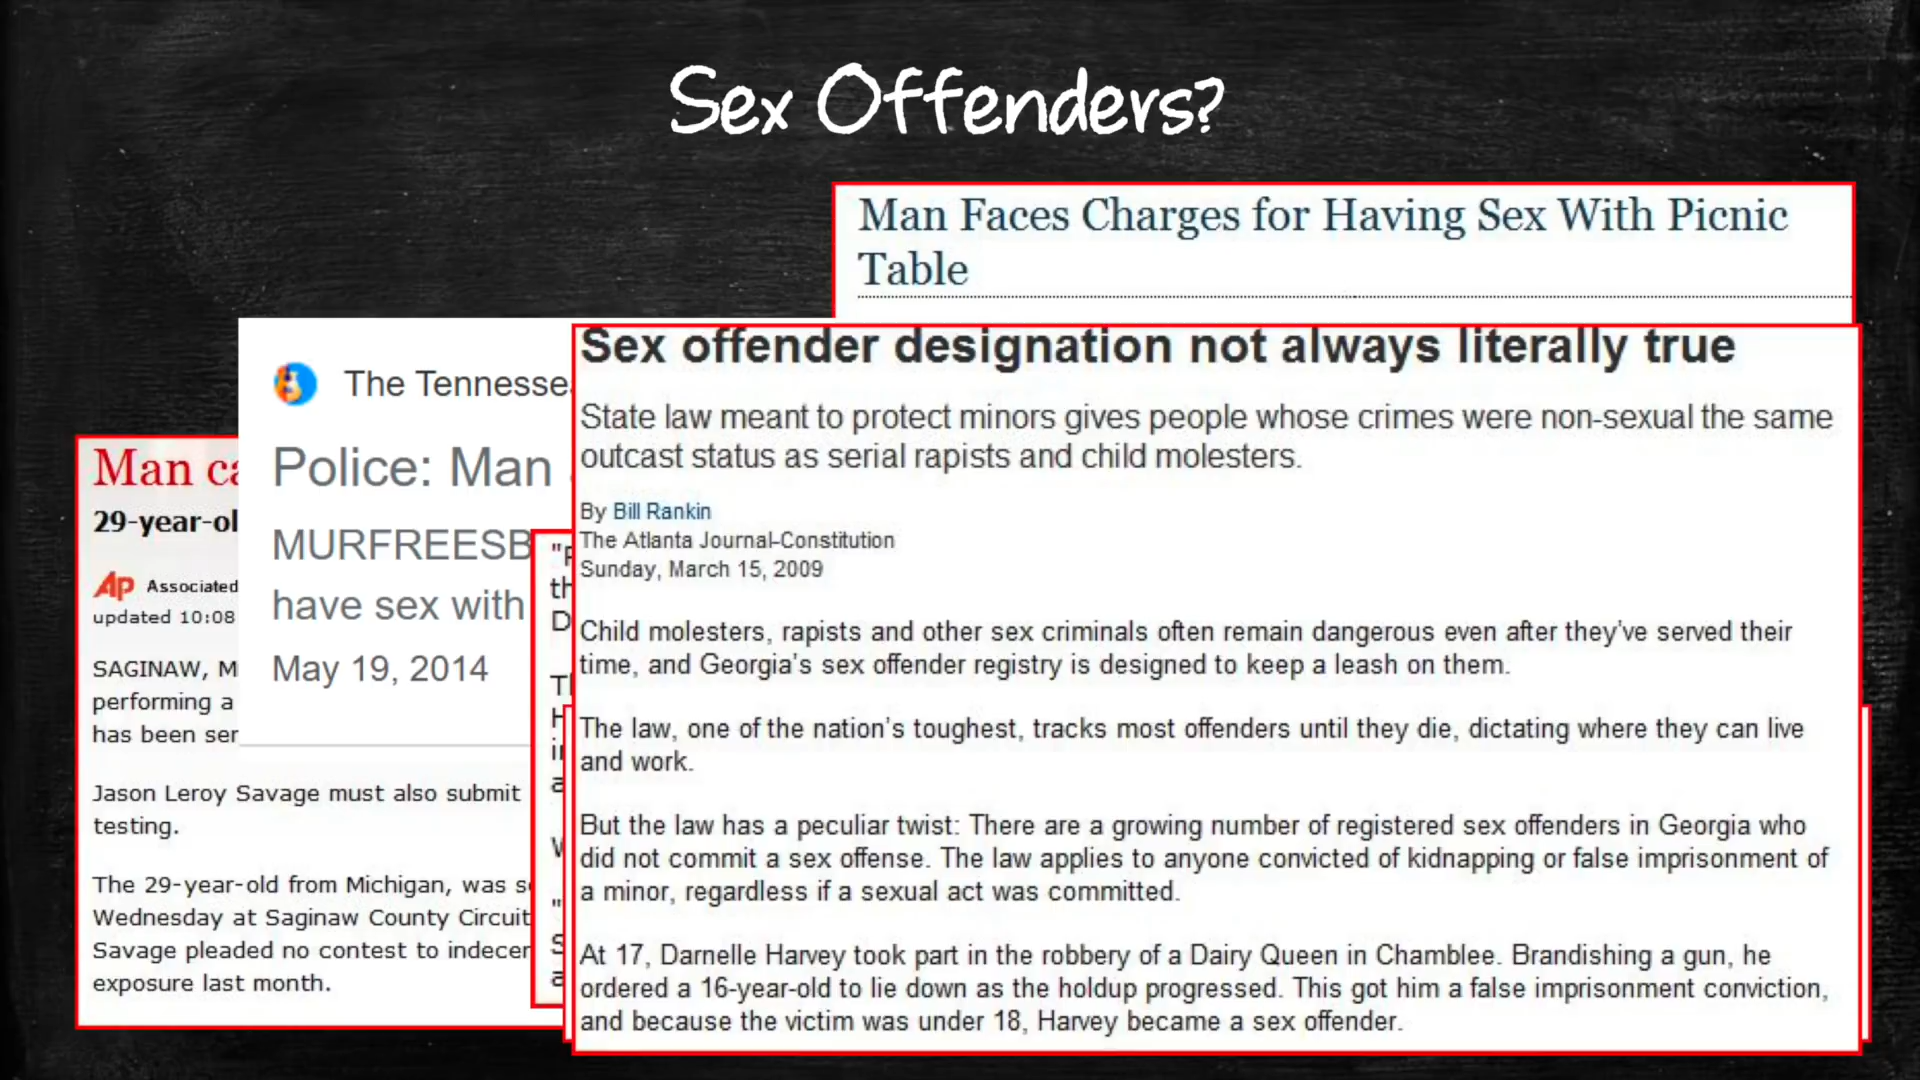 Sex Offenders?
Man Faces Charges for Having Sex With Picnic
Table
Sex offender designation not always literally true
State law meant to protect minors gives people whose crimes were non-sexual the same
outcast status as serial rapists and child molesters.
By Bill Rankin
The Atlanta Journal-Constitution
Sunday, March 15, 2009
Child molesters, rapists and other sex criminals often remain dangerous even after they've served their
time, and Georgia's sex offender registry is designed to keep a leash on them.
The law, one of the nation's toughest, tracks most offenders until they die, dictating where they can live
and work.
But the law has a peculiar twist: There are a growing number of registered sex offenders in Georgia who
did not commit a sex offense. The law applies to anyone convicted of kidnapping or false imprisonment of
a minor, regardless if a sexual act was committed.
At 17, Darnelle Harvey took part in the robbery of a Dairy Queen in Chamblee. Brandishing a gun, he
ordered a 16-year-old to lie down as the holdup progressed. This got him a false imprisonment conviction,
and because the victim was under 18, Harvey became a sex offender.
The
Police: Man
have sex with
May 19, 2014
Man
AP Associated
updated 10:08
SAGINAW,
performing a
has been
Jason Leroy Savage must also submit
testing.
The 29-year-old from Michigan, was
Wednesday at Saginaw County Circuit
Savage pleaded no contest to
exposure last month.